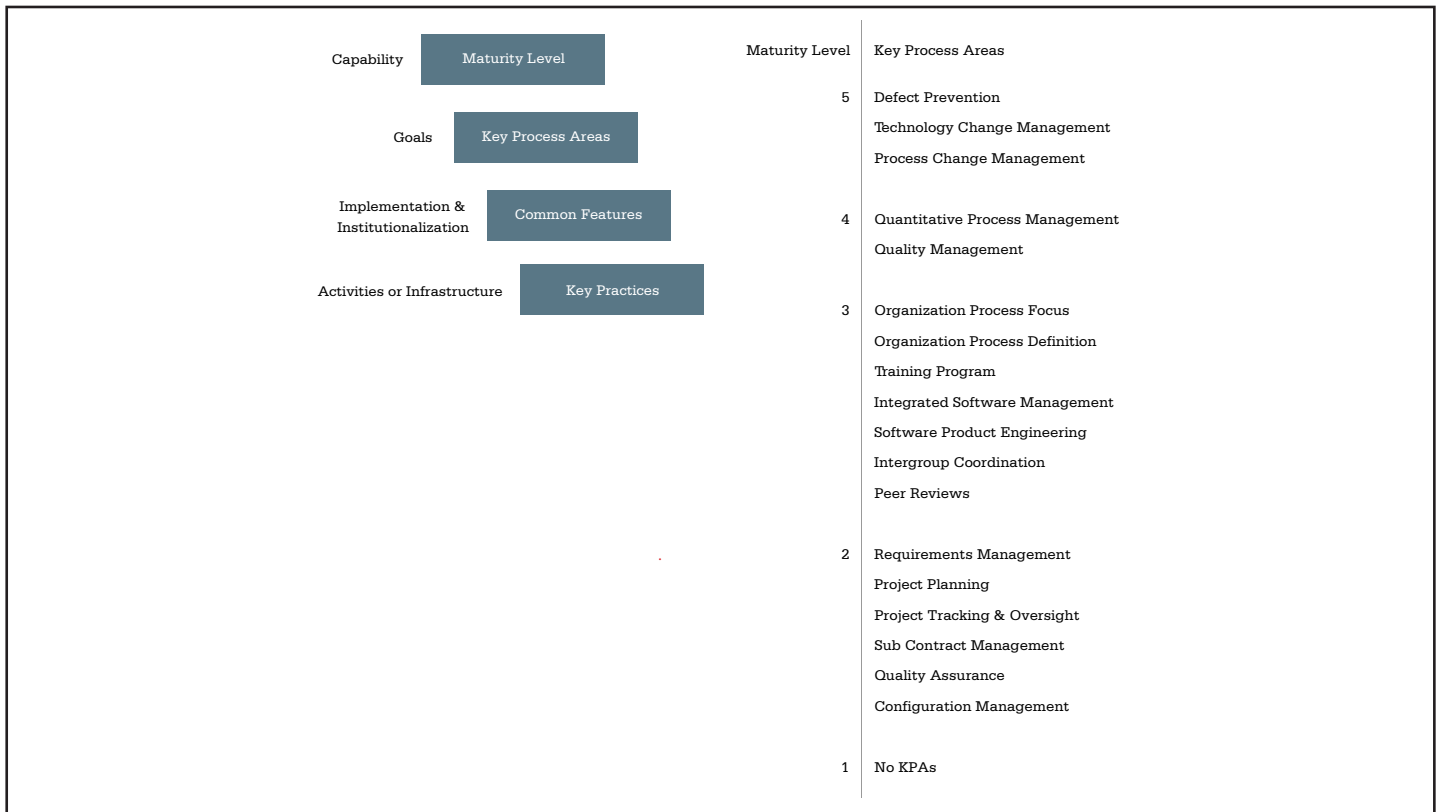 Capability
Maturity Level
Goals
Key Process Areas
Implementation &
Institutionalization
Common Features
Activities or Infrastructure
Key Practices
Maturity Level
Key Process Areas
5
Defect Prevention
Technology Change Management
Process Change Management
4
Quantitative Process Management
Quality Management
3
Organization Process Focus
Organization Process Definition
Training Program
Integrated Software Management
Software Product Engineering
Intergroup Coordination
Peer Reviews
2
Requirements Management
Project Planning
Project Tracking & Oversight
Sub Contract Management
Quality Assurance
Configuration Management
1
No KPAs